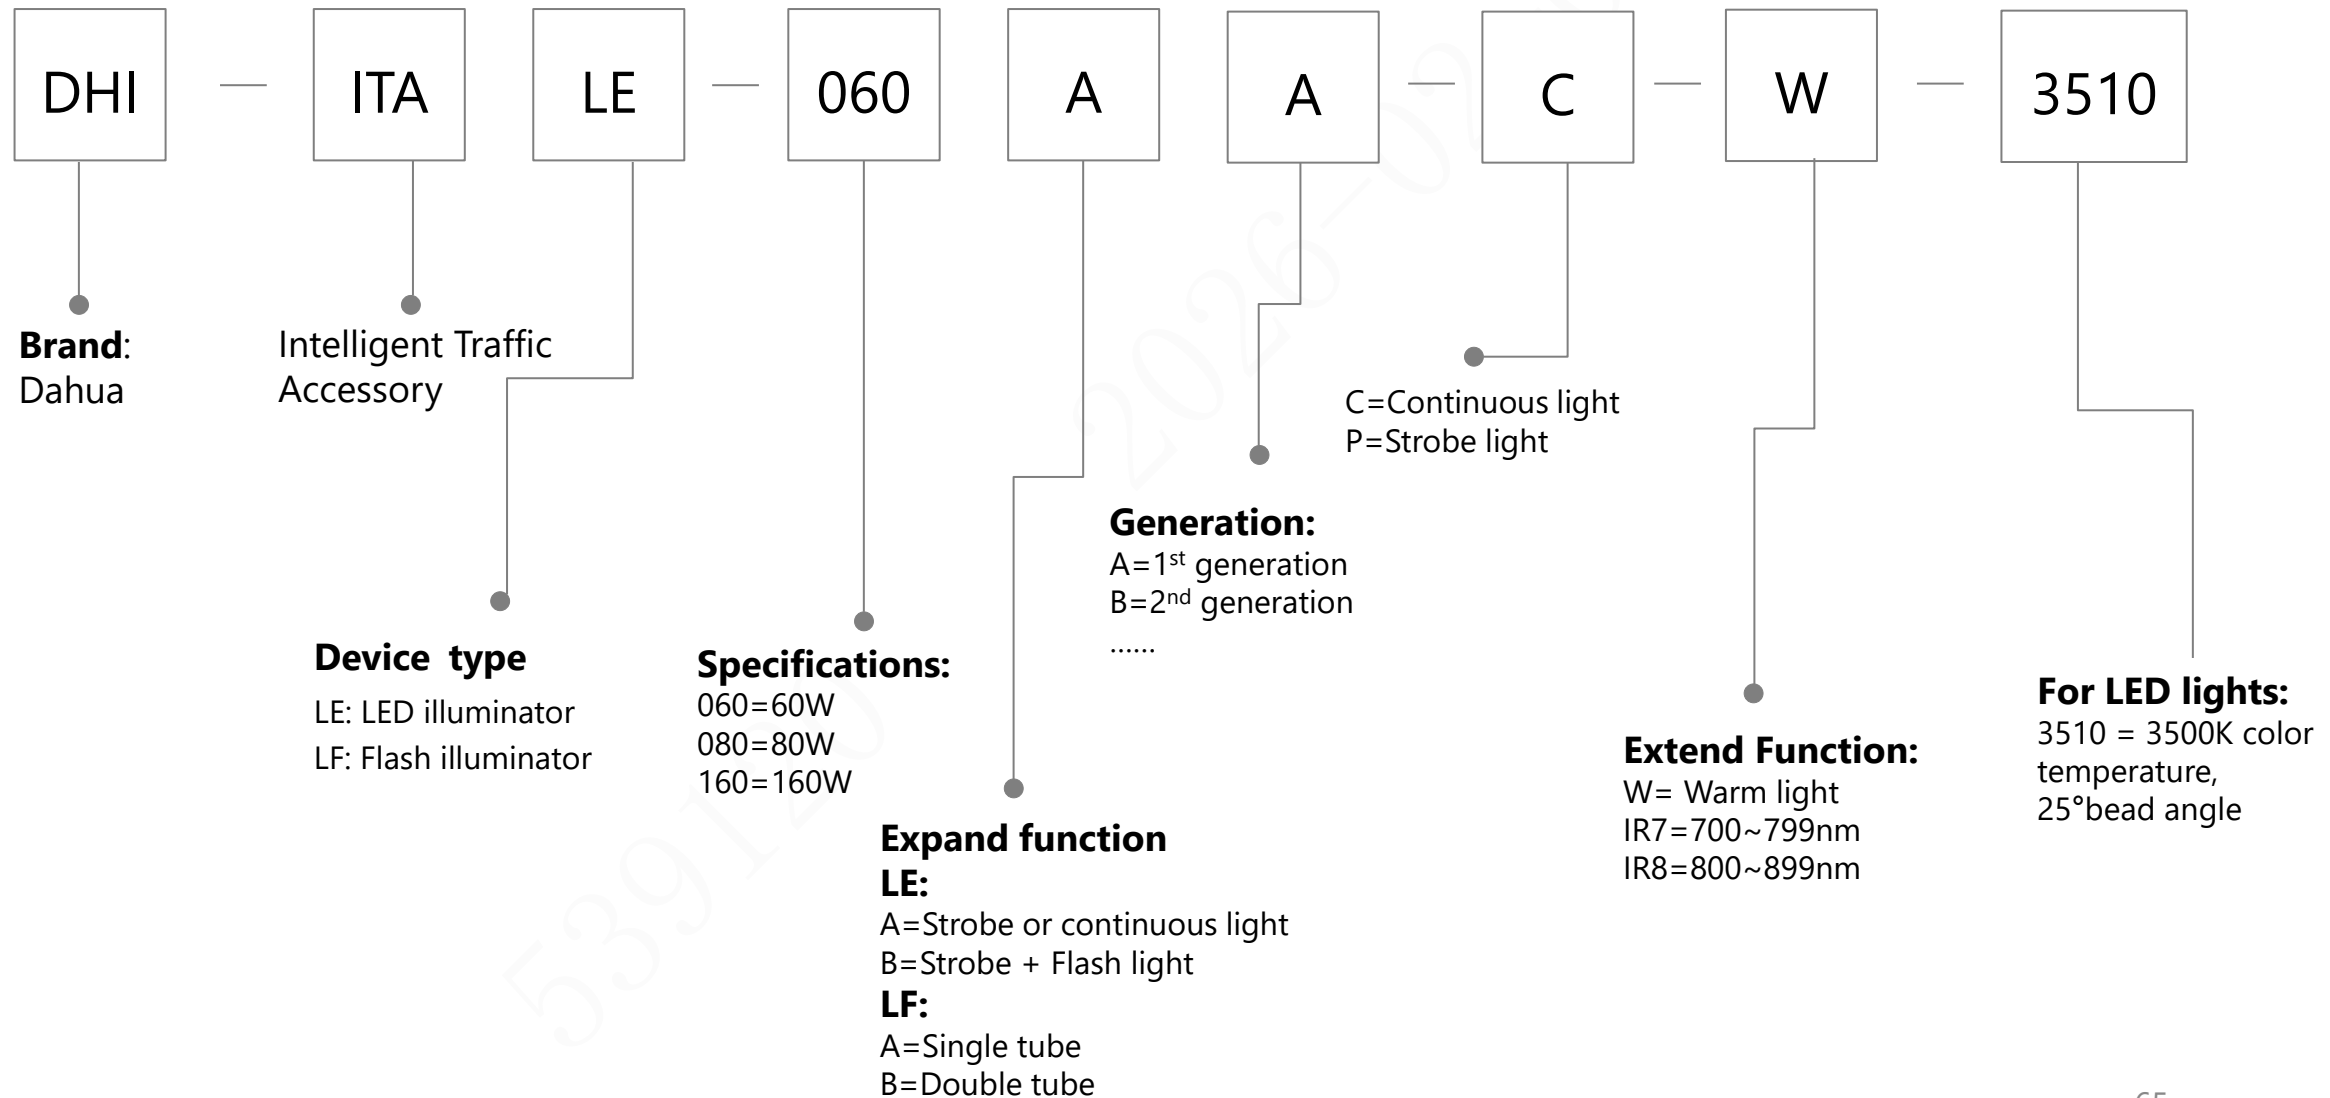 DHI — ITA LE — 060 A A — C — W — 3510
Brand:
Dahua
Intelligent Traffic
Accessory
Device type
LE: LED illuminator
LF: Flash illuminator
Specifications:
060=60W
080=80W
160=160W
Expand function
LE:
A=Strobe or continuous light
B=Strobe + Flash light
LF:
A=Single tube
B=Double tube
Generation:
A=1st generation
B=2nd generation
......
C=Continuous light
P=Strobe light
Extend Function:
W= Warm light
IR7=700~799nm
IR8=800~899nm
For LED lights:
3510 = 3500K color
temperature,
25°bead angle
539120